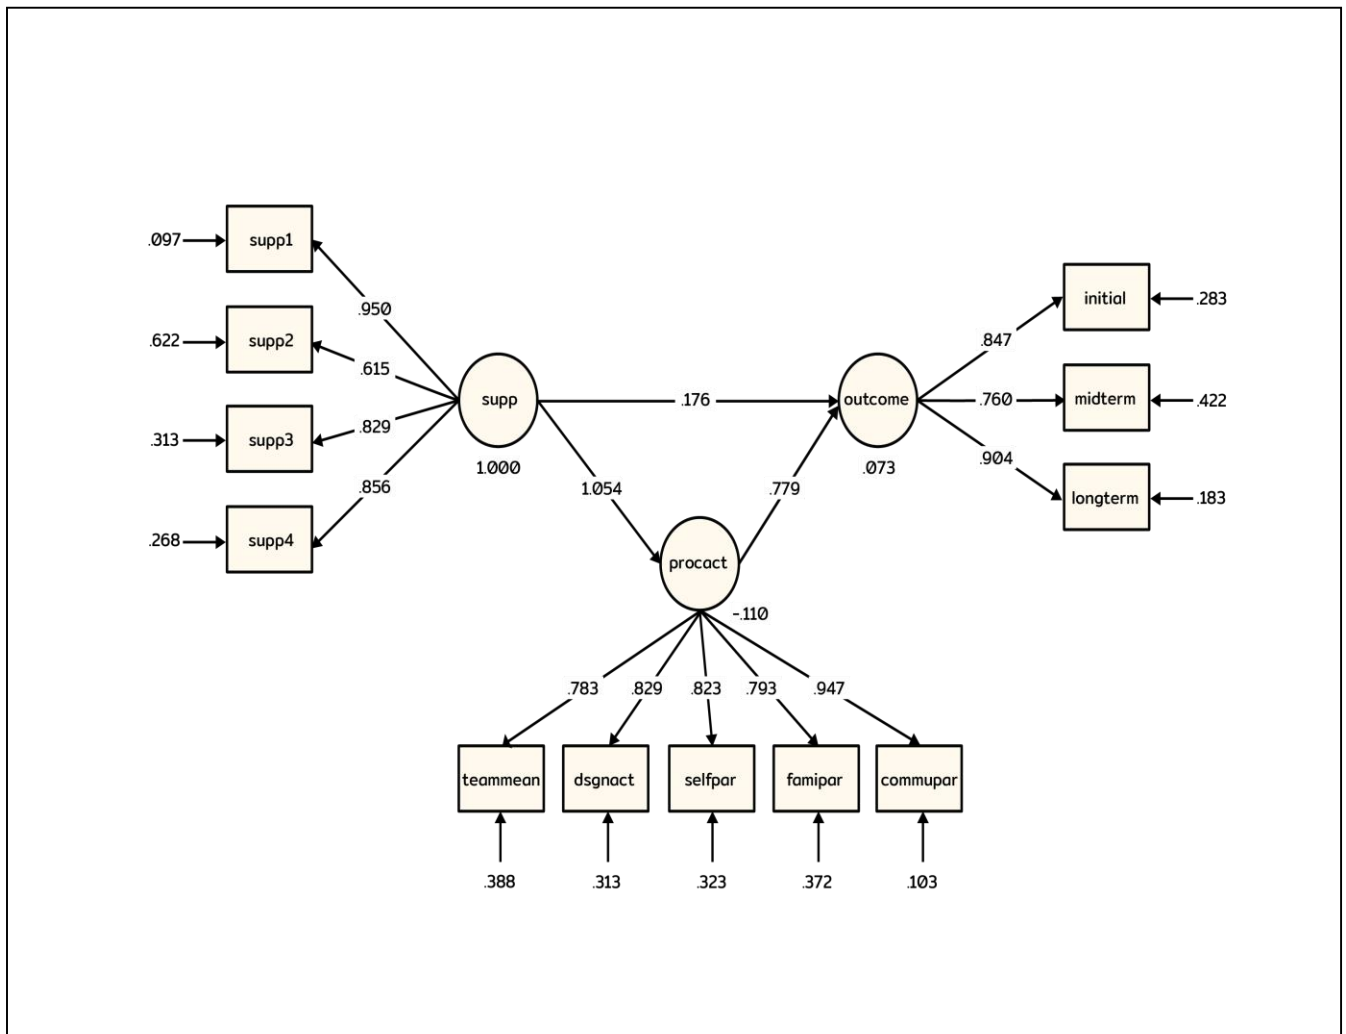 .097
supp1
.950
.622
supp2
.615
.313
supp3
.829
.268
supp4
.856
supp
1.000
.176
1.054
outcome
.073
.779
procact
-.110
.847
initial
.283
.760
midterm
.422
.904
longterm
.183
.783
.829
.823
.793
.947
teammean
dsgnact
selfpar
famipar
commupar
.388
.313
.323
.372
.103